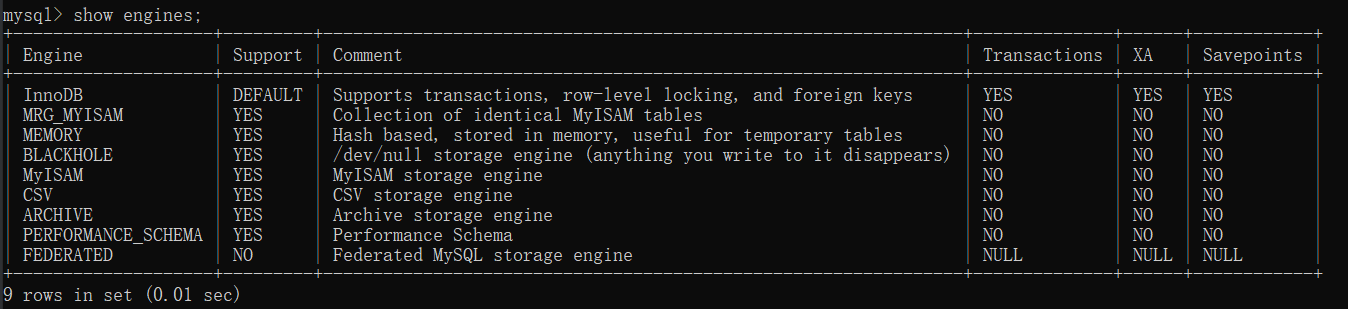 mysql> show engines;
+--------------------+---------+----------------------------------------------------------------+--------------+------+------------+
| Engine             | Support | Comment                                                        | Transactions | XA   | Savepoints |
+--------------------+---------+----------------------------------------------------------------+--------------+------+------------+
| InnoDB             | DEFAULT | Supports transactions, row-level locking, and foreign keys     | YES          | YES  | YES        |
| MRG_MYISAM         | YES     | Collection of identical MyISAM tables                          | NO           | NO   | NO         |
| MEMORY             | YES     | Hash based, stored in memory, useful for temporary tables      | NO           | NO   | NO         |
| BLACKHOLE          | YES     | /dev/null storage engine (anything you write to it disappears) | NO           | NO   | NO         |
| MyISAM             | YES     | MyISAM storage engine                                          | NO           | NO   | NO         |
| CSV                | YES     | CSV storage engine                                             | NO           | NO   | NO         |
| ARCHIVE            | YES     | Archive storage engine                                         | NO           | NO   | NO         |
| PERFORMANCE_SCHEMA | YES     | Performance Schema                                             | NO           | NO   | NO         |
| FEDERATED          | NO      | Federated MySQL storage engine                                 | NULL         | NULL | NULL       |
+--------------------+---------+----------------------------------------------------------------+--------------+------+------------+
9 rows in set (0.01 sec)